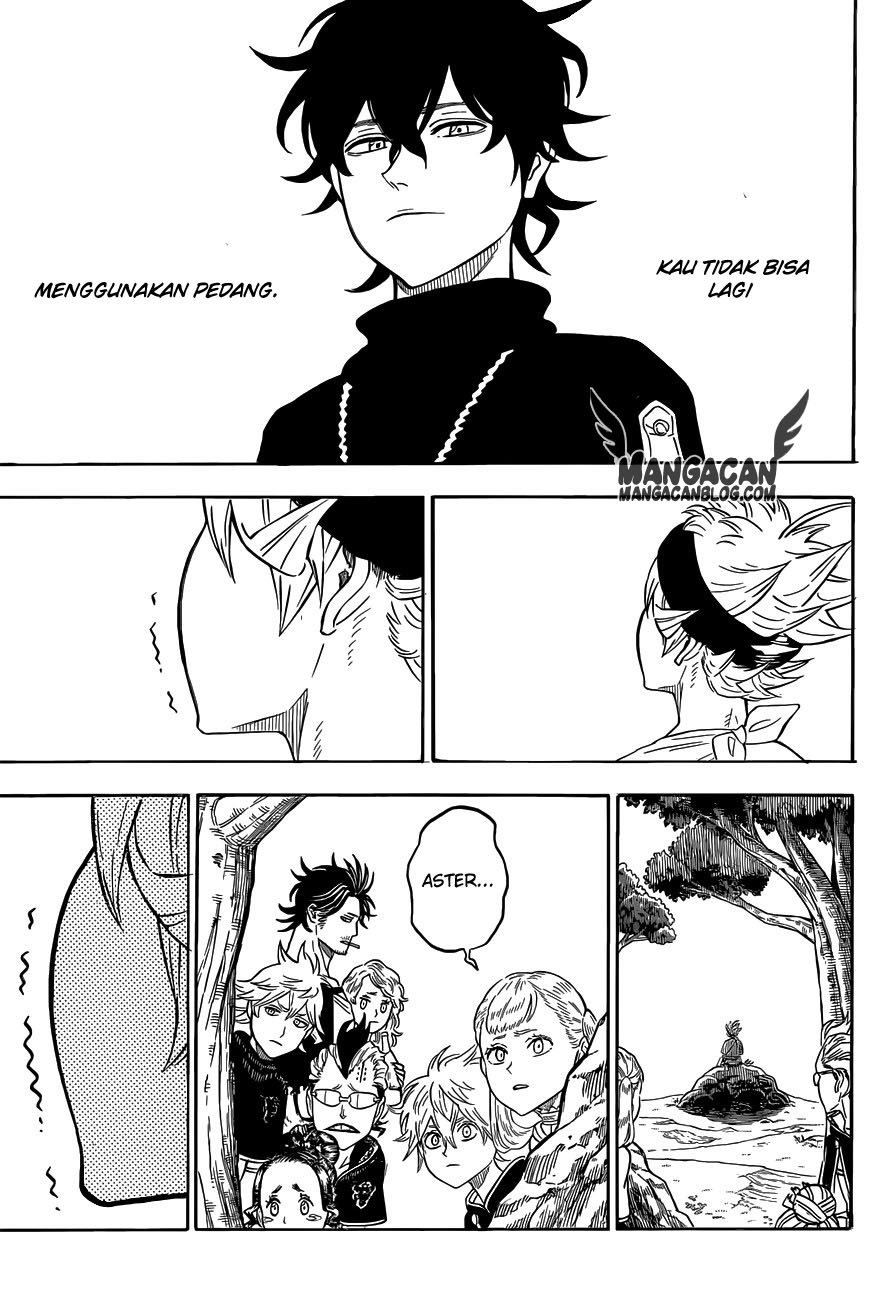 KAU TIDAK BISA
LAGI
MENGGUNAKAN PEDANG.
MANGACAN
MANGACANBLOG.COM
ASTER...